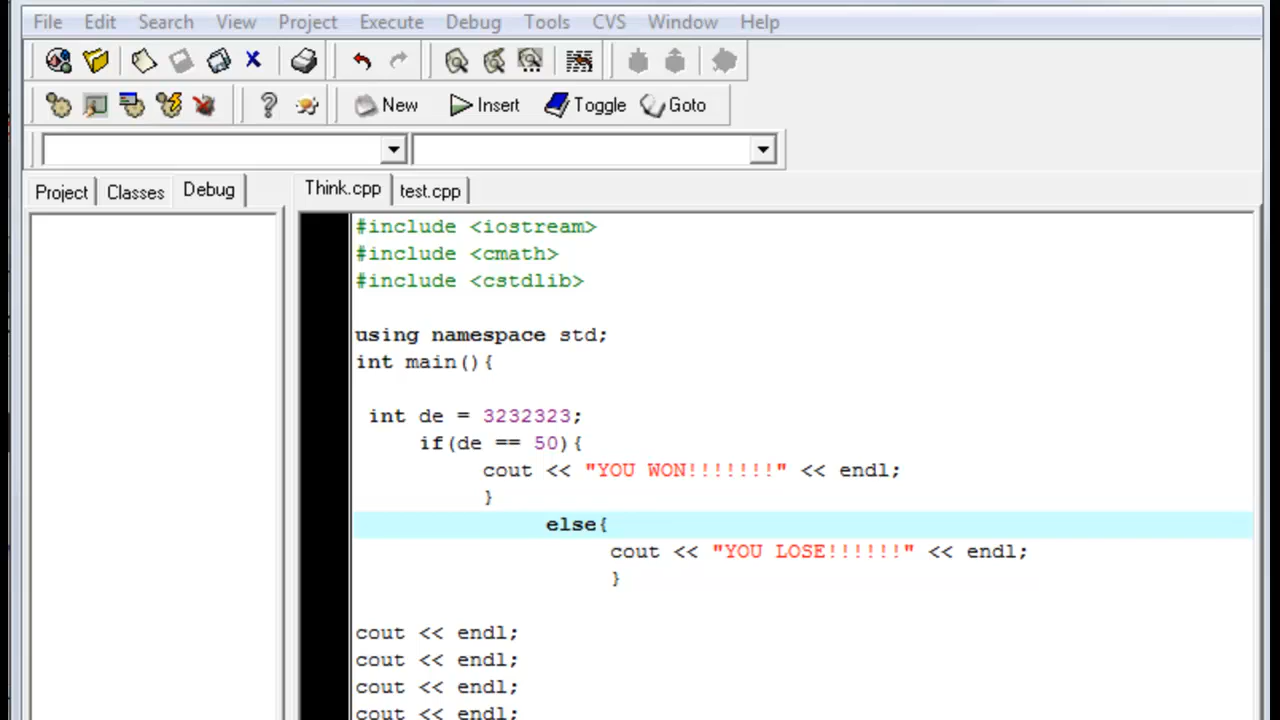 File Edit Search View Project Execute Debug Tools CVS Window Help
New Insert Toggle Goto
Project Classes Debug Think.cpp test.cpp
#include <iostream>
#include <cmath>
#include <cstdlib>
using namespace std;
int main(){
int de = 3232323;
if(de == 50){
cout << "YOU WON!!!!!!!" << endl;
}
else{
cout << "YOU LOSE!!!!!!" << endl;
}
cout << endl;
cout << endl;
cout << endl;
cout << endl;